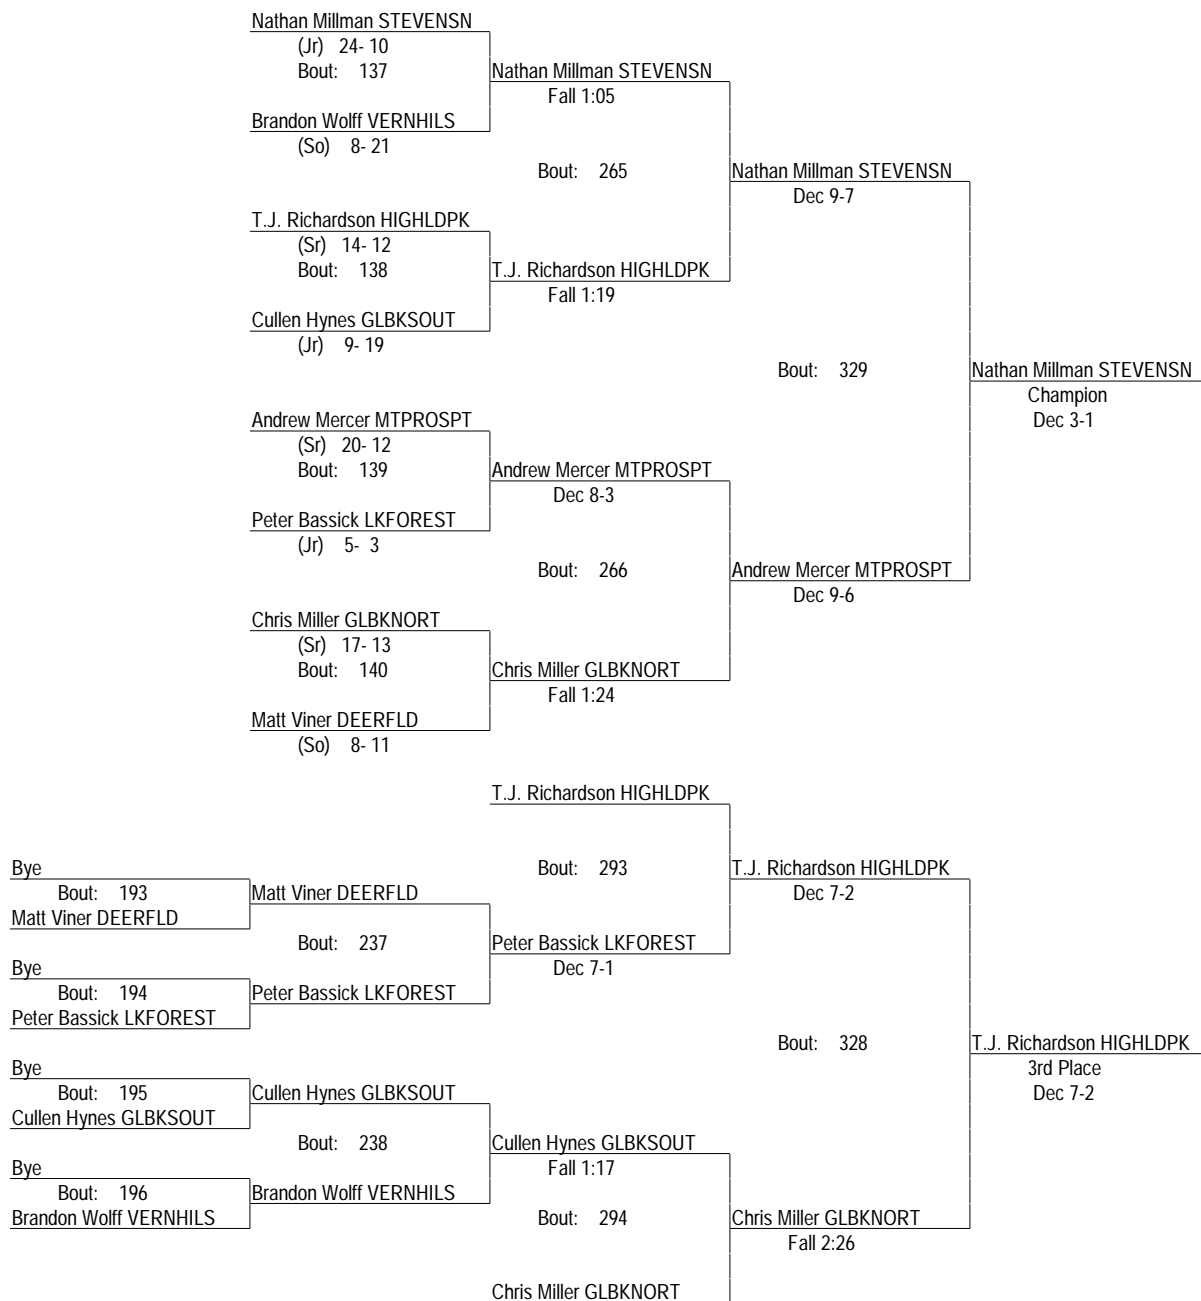 Nathan Millman STEVENSN
(Jr) 24- 10
Bout: 137
Nathan Millman STEVENSN
Fall 1:05
Brandon Wolff VERNHILS
(So) 8- 21
Bout: 265
Nathan Millman STEVENSN
Dec 9-7
T.J. Richardson HIGHLDPK
(Sr) 14- 12
Bout: 138
T.J. Richardson HIGHLDPK
Fall 1:19
Cullen Hynes GLBKSOUT
(Jr) 9- 19
Bout: 329
Nathan Millman STEVENSN
Champion
Dec 3-1
Andrew Mercer MTPROSPT
(Sr) 20- 12
Bout: 139
Andrew Mercer MTPROSPT
Dec 8-3
Peter Bassick LKFOREST
(Jr) 5- 3
Bout: 266
Andrew Mercer MTPROSPT
Dec 9-6
Chris Miller GLBKNORT
(Sr) 17- 13
Bout: 140
Chris Miller GLBKNORT
Fall 1:24
Matt Viner DEERFLD
(So) 8- 11
T.J. Richardson HIGHLDPK
Bout: 293
T.J. Richardson HIGHLDPK
Dec 7-2
Bye
Bout: 193
Matt Viner DEERFLD
Matt Viner DEERFLD
Bout: 237
Peter Bassick LKFOREST
Dec 7-1
Bye
Bout: 194
Peter Bassick LKFOREST
Peter Bassick LKFOREST
Bout: 328
T.J. Richardson HIGHLDPK
3rd Place
Dec 7-2
Bye
Bout: 195
Cullen Hynes GLBKSOUT
Cullen Hynes GLBKSOUT
Bout: 238
Cullen Hynes GLBKSOUT
Fall 1:17
Bye
Bout: 196
Brandon Wolff VERNHILS
Brandon Wolff VERNHILS
Bout: 294
Chris Miller GLBKNORT
Fall 2:26
Chris Miller GLBKNORT